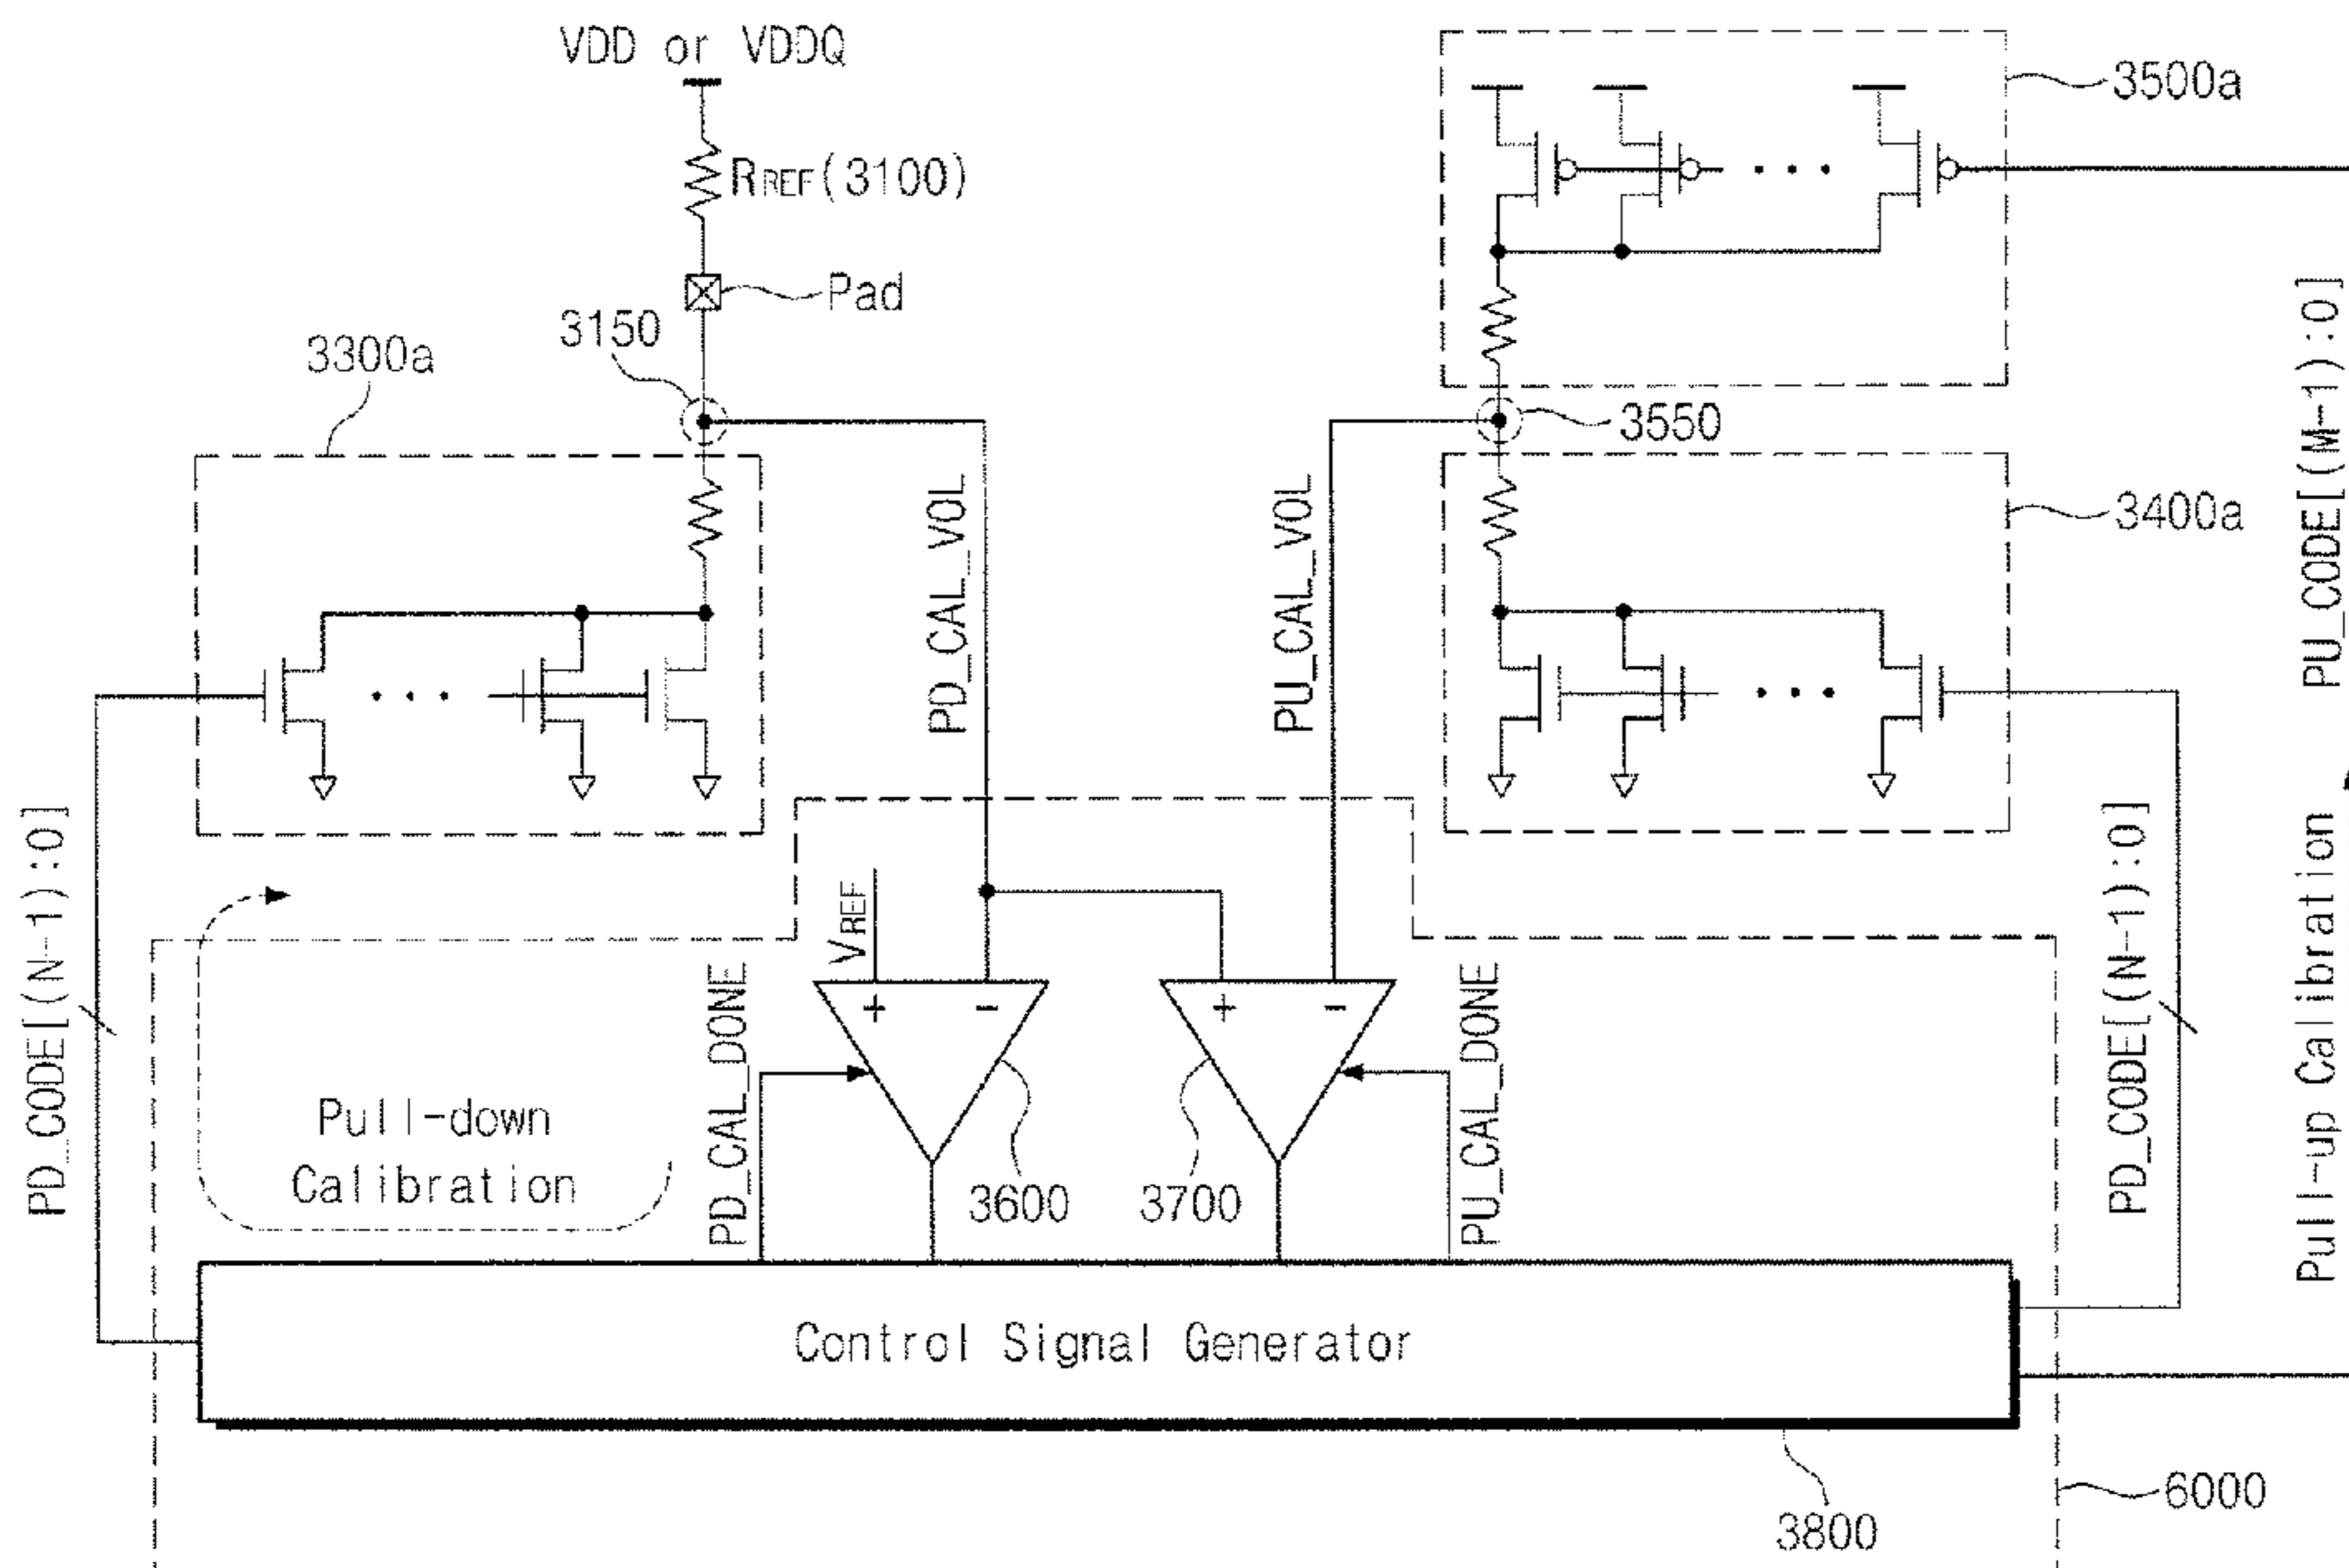 VDD or VDDQ
RREF(3100)
Pad
3150
3300a
3500a
3550
3400a
PD_CAL_VOL
PU_CAL_VOL
PU_CODE[(M-1):0]
PD_CODE[(N-1):0]
VREF
+
-
+
-
PD_CAL_DONE
PU_CAL_DONE
PD_CODE[(N-1):0]
Pull-up Calibration
Pull-down
Calibration
3600
3700
Control Signal Generator
3800
6000